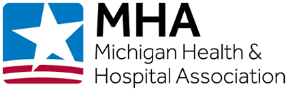 MHA
Michigan Health &
Hospital Association